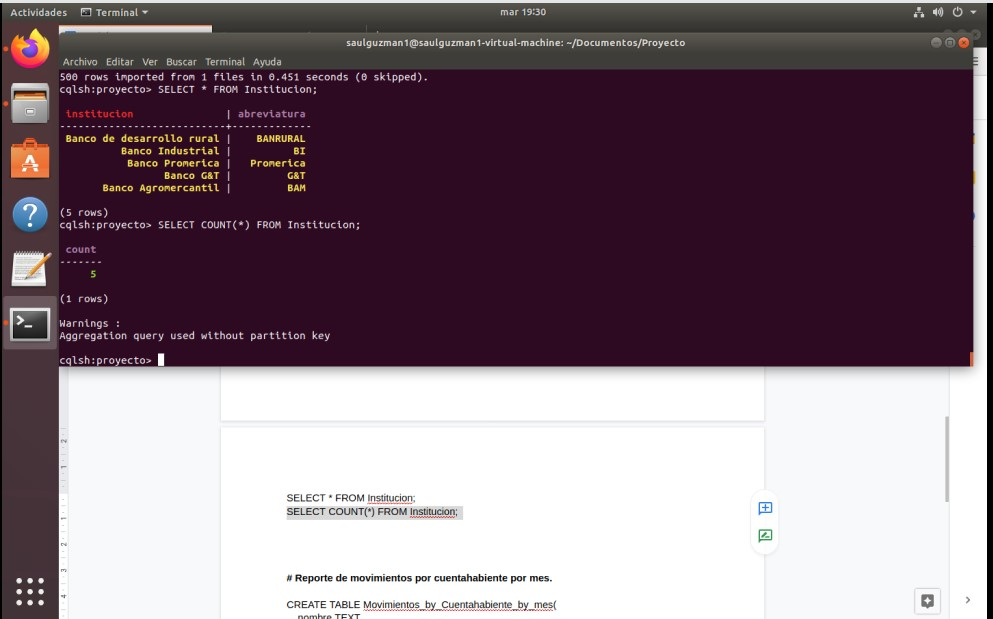 Actividades Terminal mar 19:30
saulguzman1@saulguzman1-virtual-machine: ~/Documentos/Proyecto
Archivo Editar Ver Buscar Terminal Ayuda
500 rows imported from 1 files in 0.451 seconds (0 skipped).
cqlsh:proyecto> SELECT * FROM Institucion;
institucion | abreviatura
---------------------------+-------------
Banco de desarrollo rural | BANRURAL
Banco Industrial | BI
Banco Promerica | Promerica
Banco G&T | G&T
Banco Agromercantil | BAM
(5 rows)
cqlsh:proyecto> SELECT COUNT(*) FROM Institucion;
count
-------
5
(1 rows)
Warnings :
Aggregation query used without partition key
cqlsh:proyecto>
SELECT * FROM Institucion;
SELECT COUNT(*) FROM Institucion;
# Reporte de movimientos por cuentahabiente por mes.
CREATE TABLE Movimientos_by_Cuentahabiente_by_mes(
nombre TEXT